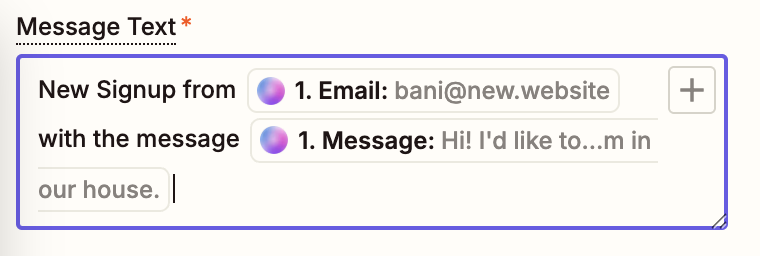 Message Text *
New Signup from 1. Email: bani@new.website
with the message 1. Message: Hi! I'd like to...m in
our house.